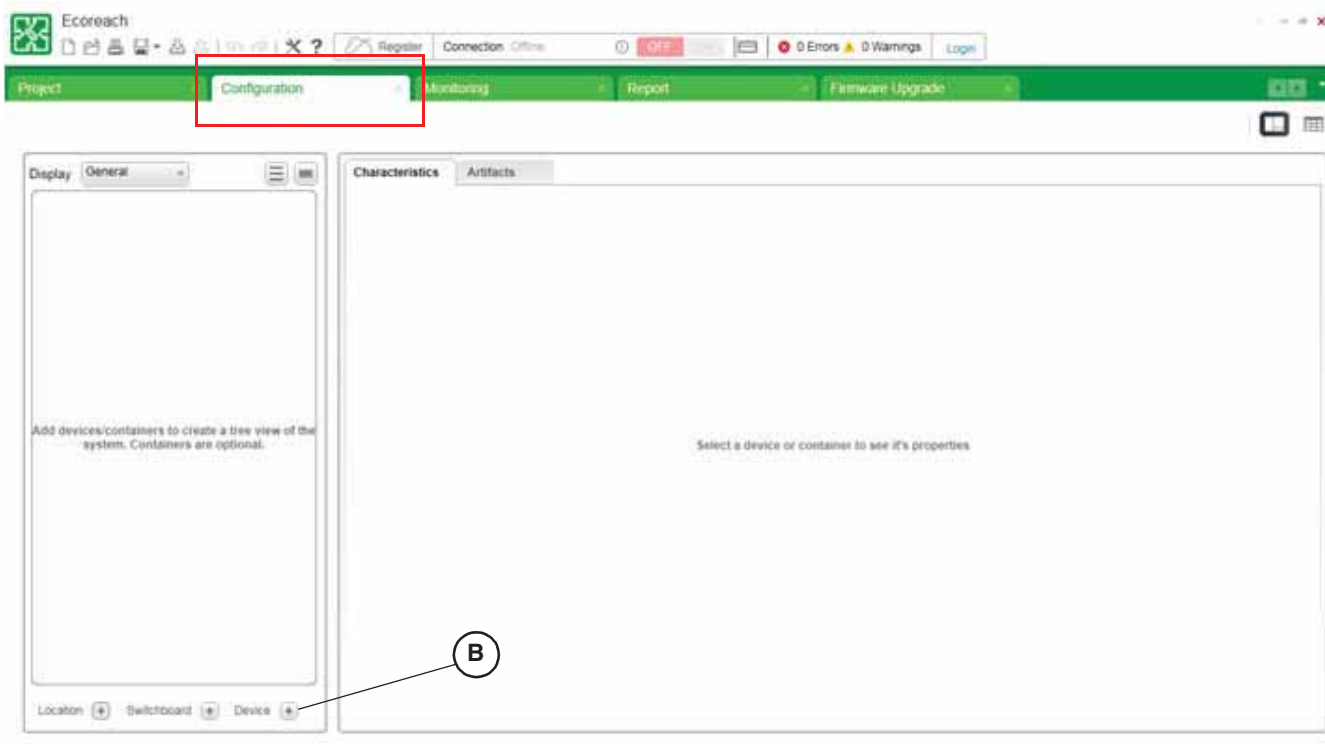 Ecoreach
? Register Connection Offline OFF 0 Errors 0 Warnings Login
Project Configuration Monitoring Report Firmware Upgrade
Display General Characteristics Artifacts
Add devices/containers to create a tree view of the
system. Containers are optional.
Select a device or container to see it's properties
B
Location + Switchboard + Device +